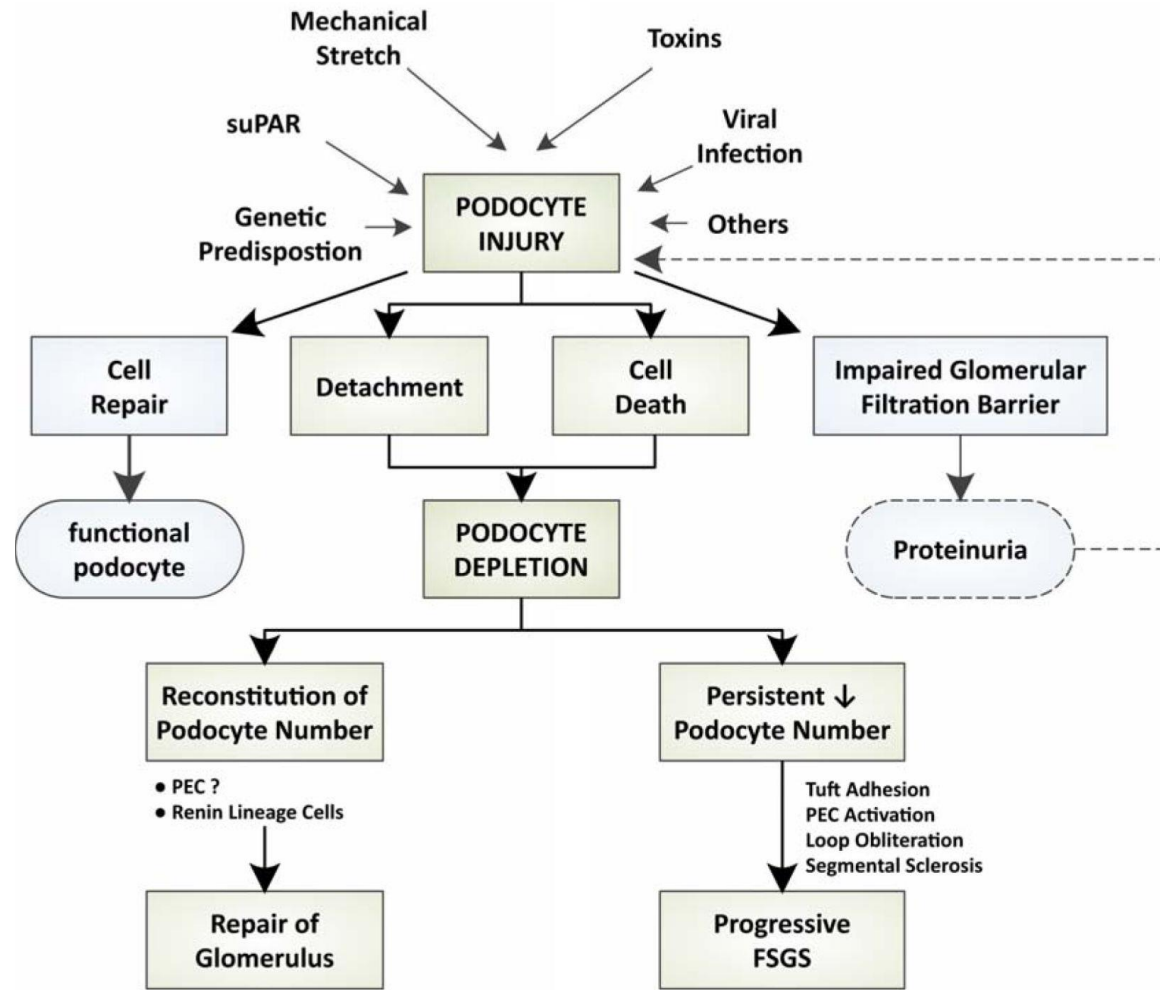 Mechanical
Stretch
Toxins
suPAR
Viral
Infection
Genetic
Predispostion
PODOCYTE
INJURY
Others
Cell
Repair
Detachment
Cell
Death
Impaired Glomerular
Filtration Barrier
functional
podocyte
PODOCYTE
DEPLETION
Proteinuria
Reconstitution of
Podocyte Number
Persistent ↓
Podocyte Number
● PEC ?
● Renin Lineage Cells
Tuft Adhesion
PEC Activation
Loop Obliteration
Segmental Sclerosis
Repair of
Glomerulus
Progressive
FSGS